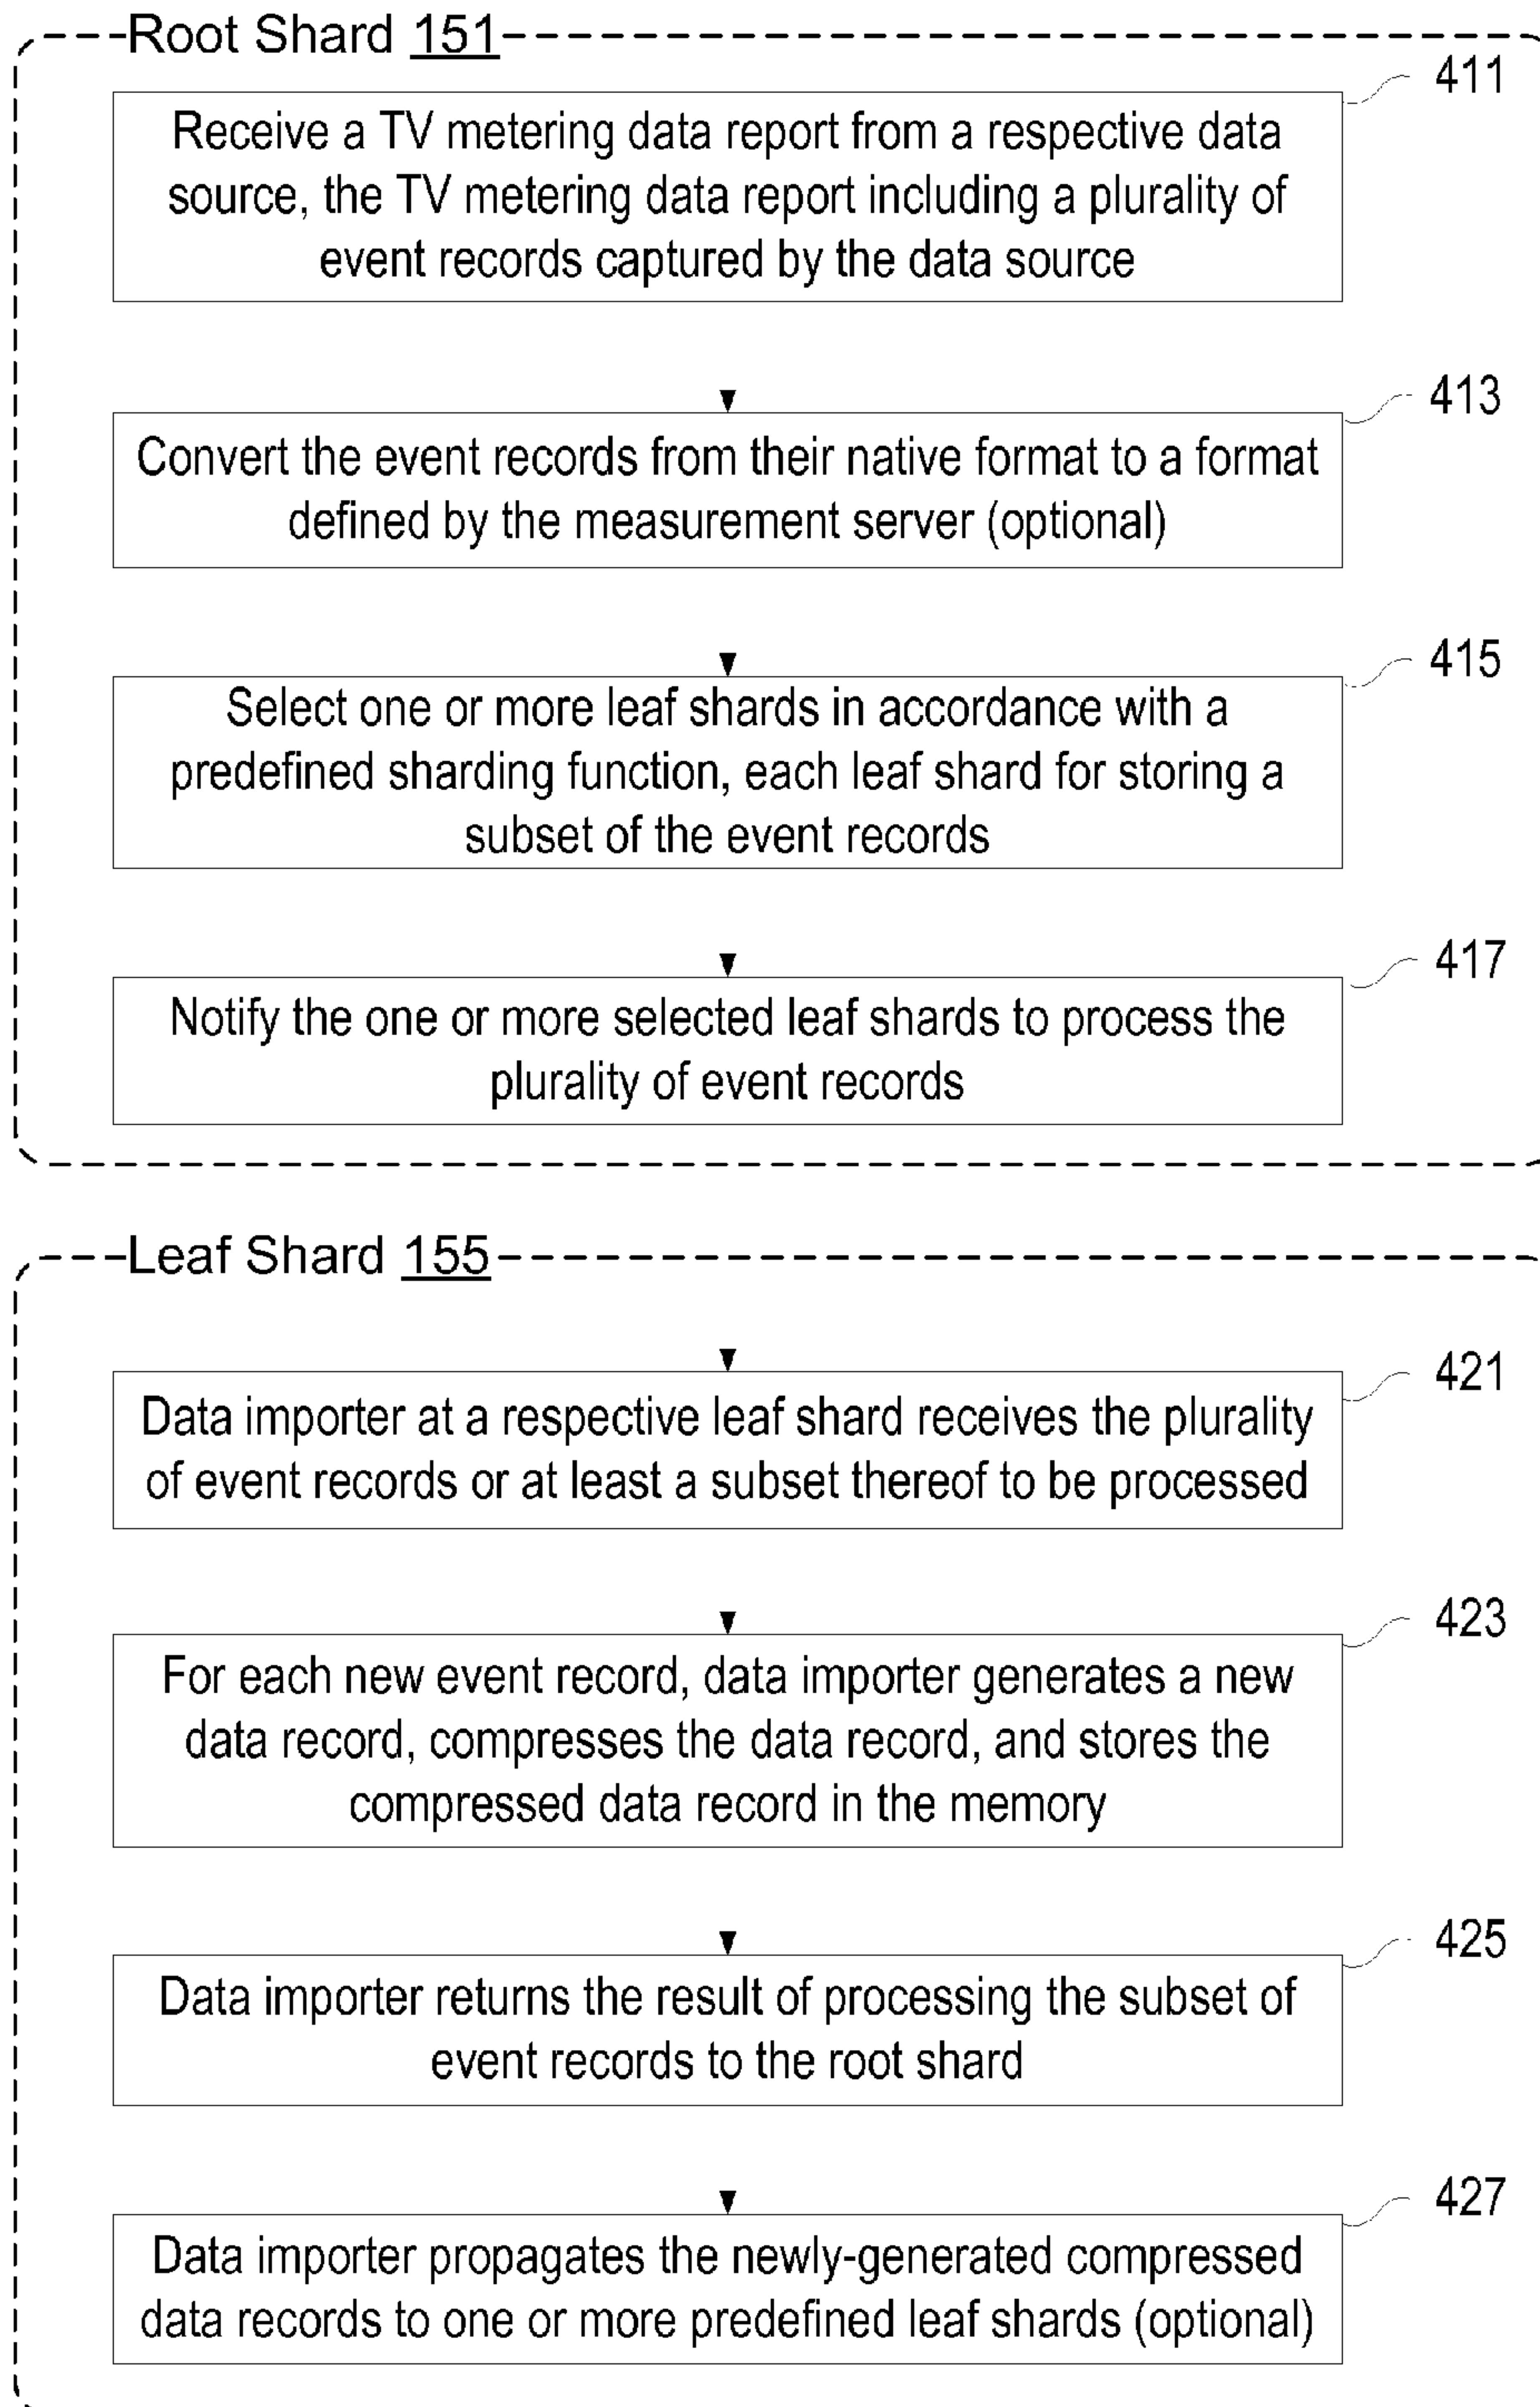 Root Shard 151
411
Receive a TV metering data report from a respective data
source, the TV metering data report including a plurality of
event records captured by the data source
413
Convert the event records from their native format to a format
defined by the measurement server (optional)
415
Select one or more leaf shards in accordance with a
predefined sharding function, each leaf shard for storing a
subset of the event records
417
Notify the one or more selected leaf shards to process the
plurality of event records
Leaf Shard 155
421
Data importer at a respective leaf shard receives the plurality
of event records or at least a subset thereof to be processed
423
For each new event record, data importer generates a new
data record, compresses the data record, and stores the
compressed data record in the memory
425
Data importer returns the result of processing the subset of
event records to the root shard
427
Data importer propagates the newly-generated compressed
data records to one or more predefined leaf shards (optional)